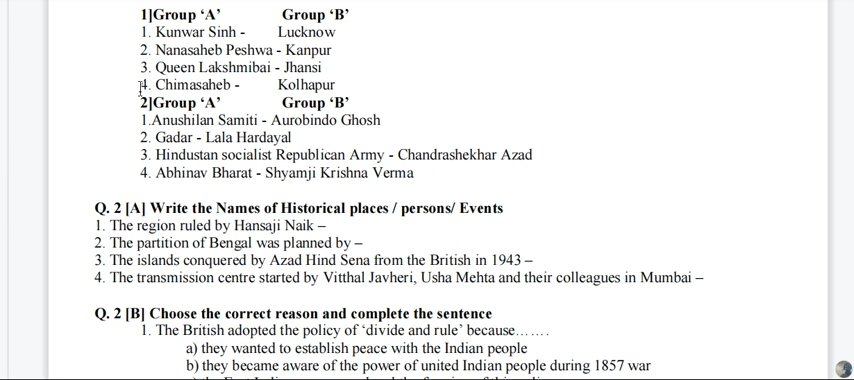 1]Group ‘A’ Group ‘B’
1. Kunwar Sinh - Lucknow
2. Nanasaheb Peshwa - Kanpur
3. Queen Lakshmibai - Jhansi
4. Chimasaheb - Kolhapur
2]Group ‘A’ Group ‘B’
1.Anushilan Samiti - Aurobindo Ghosh
2. Gadar - Lala Hardayal
3. Hindustan socialist Republican Army - Chandrashekhar Azad
4. Abhinav Bharat - Shyamji Krishna Verma
Q. 2 [A] Write the Names of Historical places / persons/ Events
1. The region ruled by Hansaji Naik –
2. The partition of Bengal was planned by –
3. The islands conquered by Azad Hind Sena from the British in 1943 –
4. The transmission centre started by Vitthal Javheri, Usha Mehta and their colleagues in Mumbai –
Q. 2 [B] Choose the correct reason and complete the sentence
1. The British adopted the policy of ‘divide and rule’ because…….
a) they wanted to establish peace with the Indian people
b) they became aware of the power of united Indian people during 1857 war